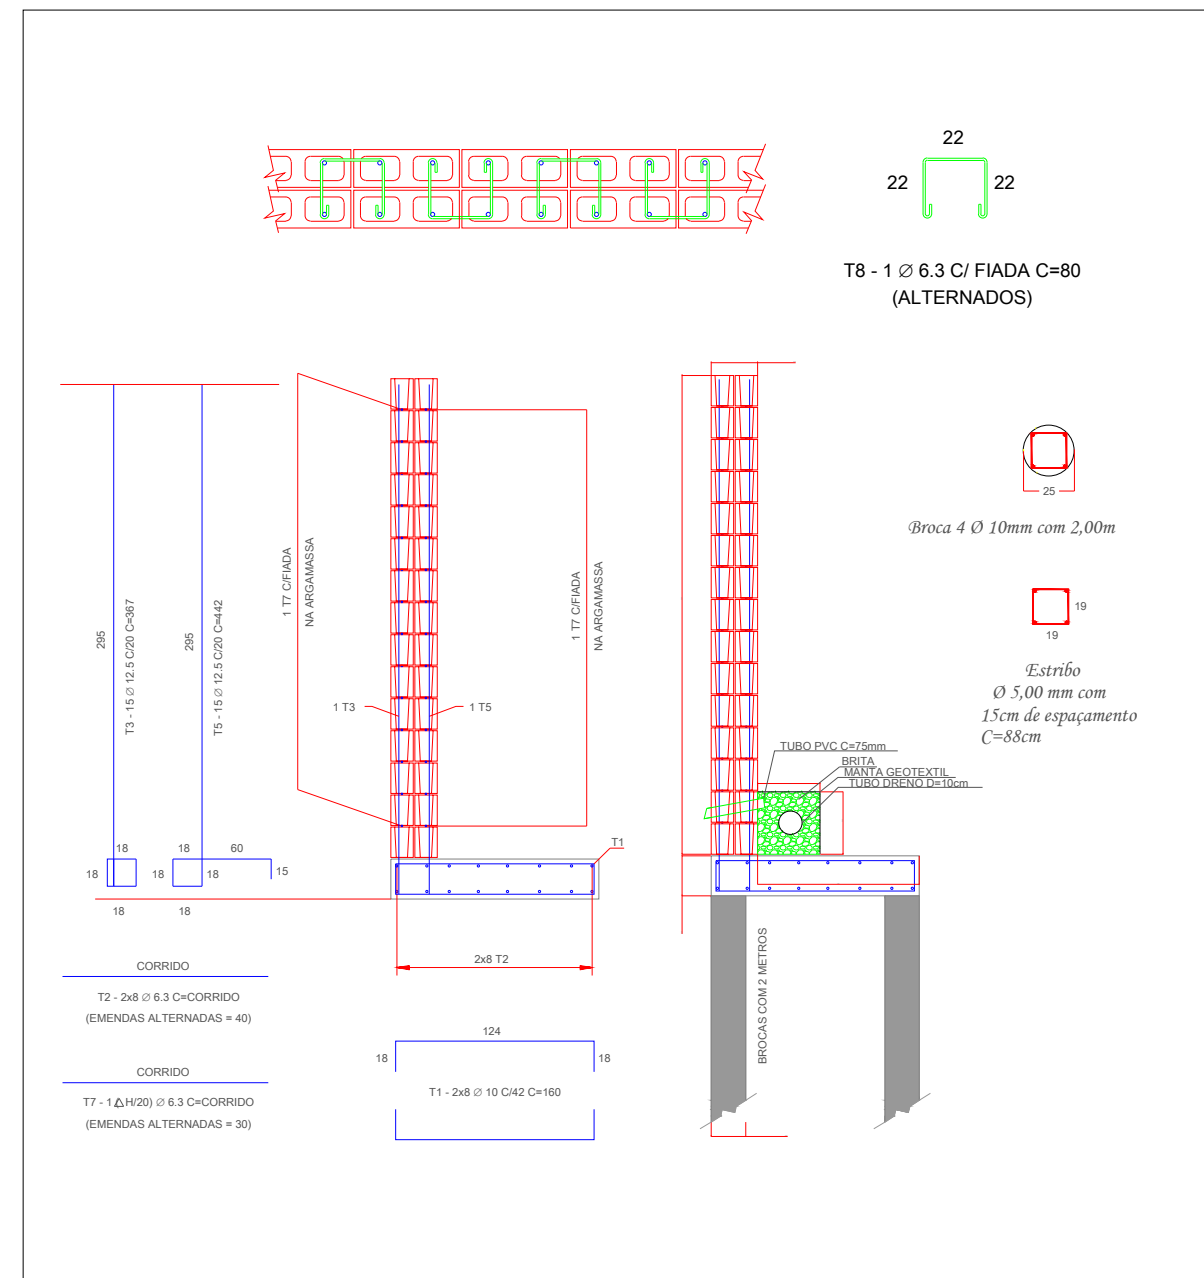 22
22
22
T8 - 1 Ø 6.3 C/ FIADA C=80
(ALTERNADOS)
295
T3 - 15 Ø 12.5 C/20 C=367
295
T5 - 15 Ø 12.5 C/20 C=442
1 T7 C/FIADA
NA ARGAMASSA
1 T3
1 T5
1 T7 C/FIADA
NA ARGAMASSA
25
Broca 4 Ø 10mm com 2,00m
19
19
Estribo
Ø 5,00 mm com
15cm de espaçamento
C=88cm
TUBO PVC C=75mm
BRITA
MANTA GEOTEXTIL
TUBO DRENO D=10cm
18
18
18
18
60
18
18
15
18
T1
2x8 T2
BROCAS COM 2 METROS
CORRIDO
T2 - 2x8 Ø 6.3 C=CORRIDO
(EMENDAS ALTERNADAS = 40)
CORRIDO
T7 - 1 △ H/20) Ø 6.3 C=CORRIDO
(EMENDAS ALTERNADAS = 30)
124
18
18
T1 - 2x8 Ø 10 C/42 C=160